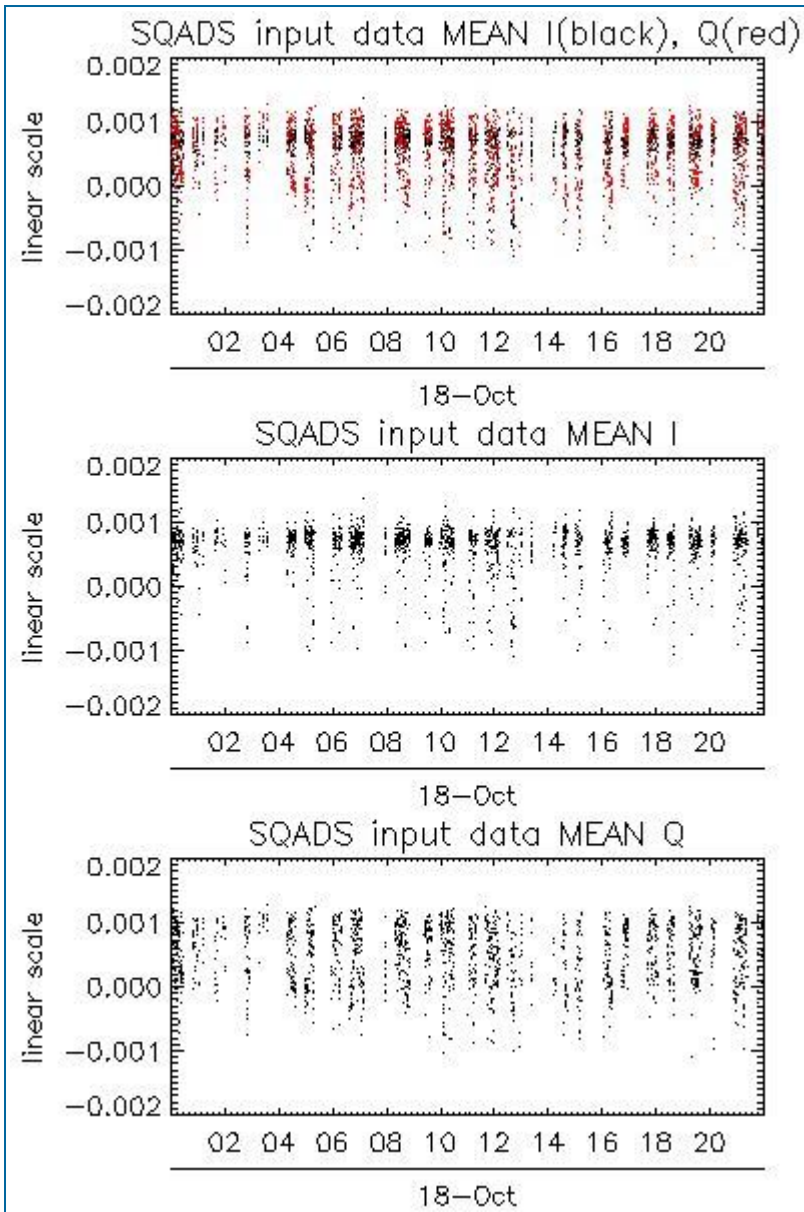 SQADS input data MEAN I(black), Q(red)
linear scale
0.002
0.001
0.000
-0.001
-0.002
02 04 06 08 10 12 14 16 18 20
18-Oct
SQADS input data MEAN I
linear scale
0.002
0.001
0.000
-0.001
-0.002
02 04 06 08 10 12 14 16 18 20
18-Oct
SQADS input data MEAN Q
linear scale
0.002
0.001
0.000
-0.001
-0.002
02 04 06 08 10 12 14 16 18 20
18-Oct